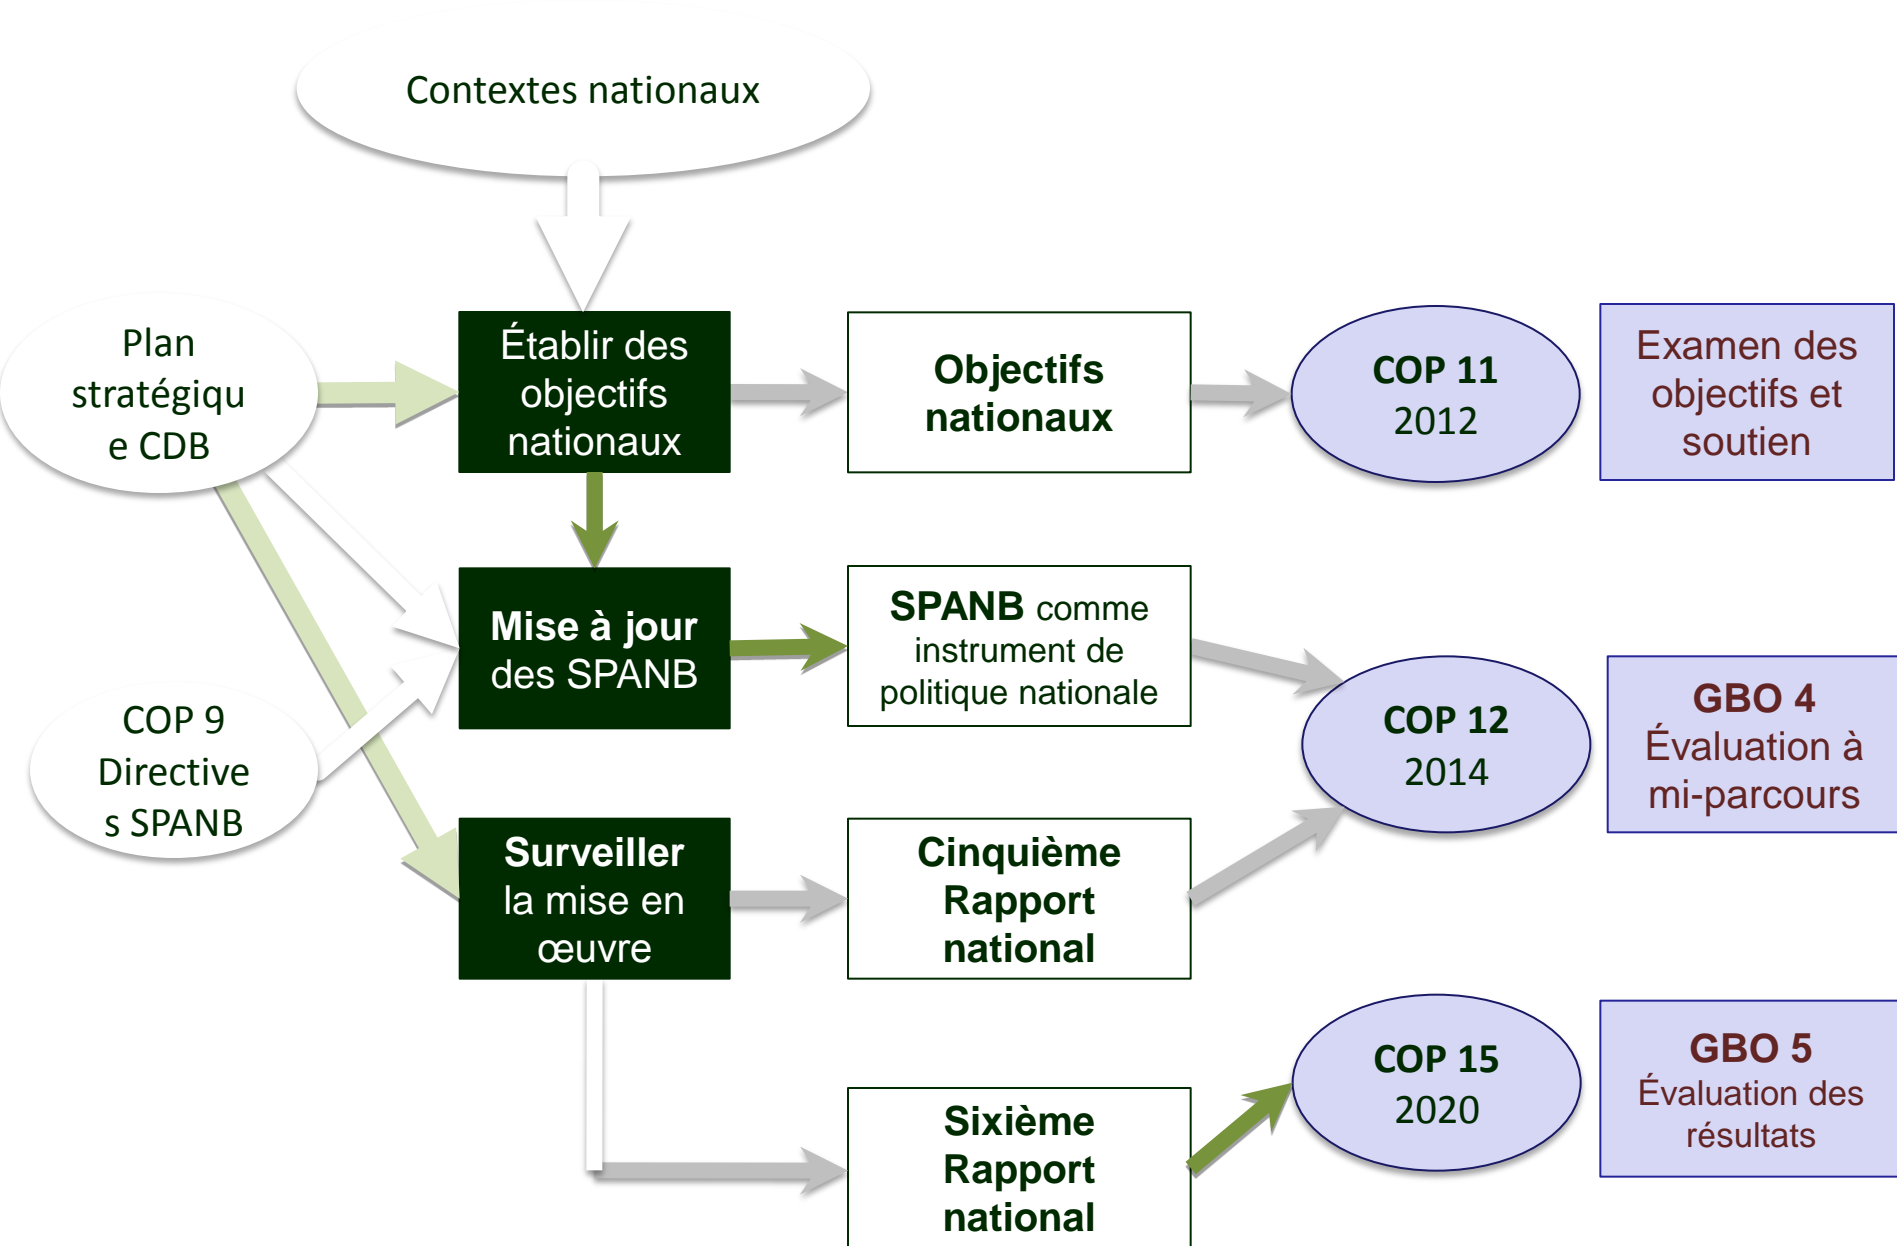 Contextes nationaux
Plan
stratégiqu
e CDB
Établir des
objectifs
nationaux
Objectifs
nationaux
COP 11
2012
Examen des
objectifs et
soutien
COP 9
Directive
s SPANB
Mise à jour
des SPANB
SPANB comme
instrument de
politique nationale
COP 12
2014
GBO 4
Évaluation à
mi-parcours
Surveiller
la mise en
œuvre
Cinquième
Rapport
national
Sixième
Rapport
national
COP 15
2020
GBO 5
Évaluation des
résultats